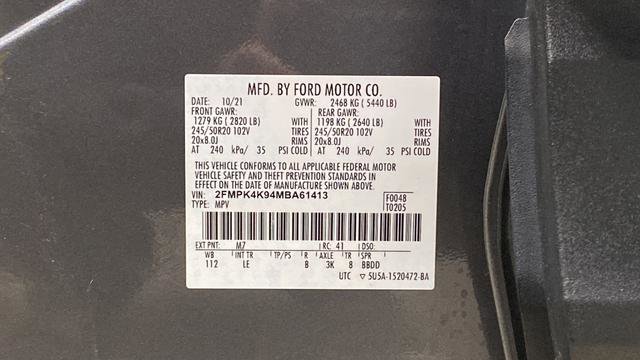 MFD. BY FORD MOTOR CO.
DATE: 10/21 GVWR: 2468 KG ( 5440 LB)
FRONT GAWR: REAR GAWR:
1279 KG ( 2820 LB) WITH 1198 KG ( 2640 LB) WITH
245/50R20 102V TIRES 245/50R20 102V TIRES
20x8.0J RIMS 20x8.0J RIMS
AT 240 kPa/ 35 PSI COLD AT 240 kPa/ 35 PSI COLD
THIS VEHICLE CONFORMS TO ALL APPLICABLE FEDERAL MOTOR
VEHICLE SAFETY AND THEFT PREVENTION STANDARDS IN
EFFECT ON THE DATE OF MANUFACTURE SHOWN ABOVE.
VIN: 2FMPK4K94MBA61413 F0048
TYPE: MPV T0205
EXT PNT: M7 RC: 41 DSO:
WB INT TR TP/PS R AXLE TR SPR
112 LE B 3K 8 BBDD
UTC ▽ 5U5A-1520472-BA